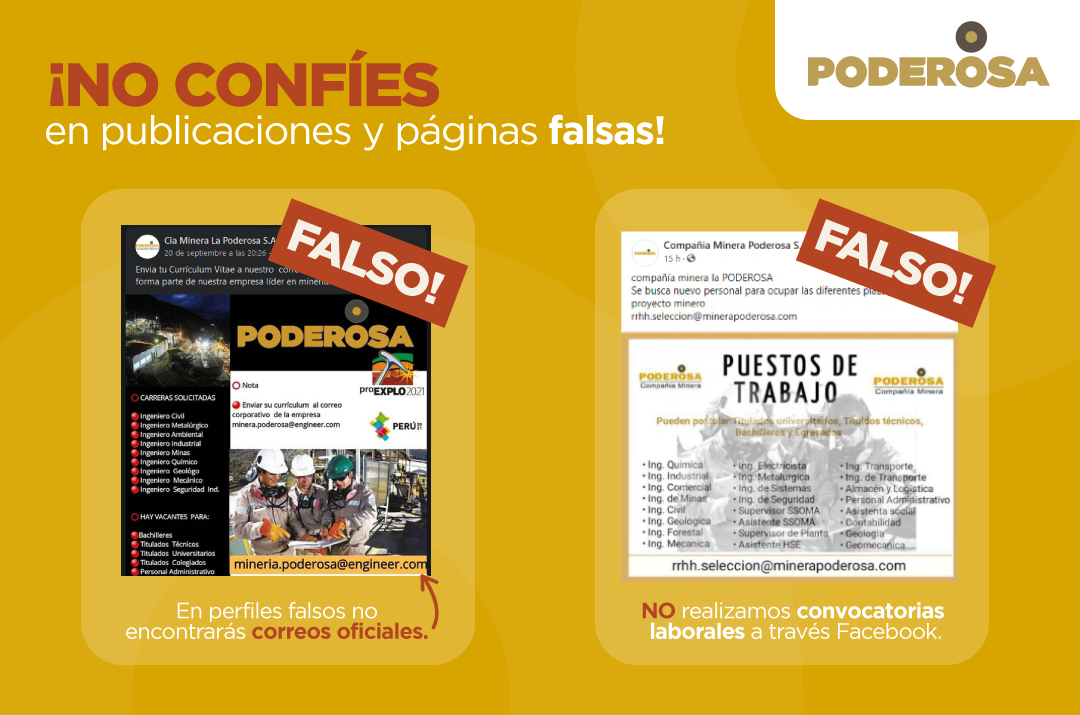 PODEROSA
¡NO CONFÍES
en publicaciones y páginas falsas!
Cia Minera La Poderosa S.A
20 de septiembre a las 20:26 ·
Envia tu Currículum Vitae a nuestro
forma parte de nuestra empresa líder en
FALSO!
PODEROSA
proEXPLO2021
Nota
Enviar su currículum al correo
corporativo de la empresa
minera.poderosa@engineer.com
PERÚ
CARRERAS SOLICITADAS
Ingeniero Civil
Ingeniero Metalúrgico
Ingeniero Ambiental
Ingeniero Industrial
Ingeniero Minas
Ingeniero Químico
Ingeniero Geológo
Ingeniero Mecánico
Ingeniero Seguridad Ind.
HAY VACANTES PARA:
Bachilleres
Titulados Técnicos
Titulados Universitarios
Titulados Colegiados
Personal Administrativo
mineria.poderosa@engineer.com
En perfiles falsos no
encontrarás correos oficiales.
Compañia Minera Poderosa S.
15 h ·
FALSO!
compañía minera la PODEROSA
Se busca nuevo personal para ocupar las diferentes
proyecto minero
rrhh.seleccion@minerapoderosa.com
PODEROSA
Compañía Minera
PUESTOS DE
TRABAJO
PODEROSA
Compañía Minera
Pueden postular Titulados universitarios, Titulos técnicos,
Bachilleres y Egresados
• Ing. Quimica
• Ing. Industrial
• Ing. Comercial
• Ing. de Minas
• Ing. Civil
• Ing. Geologica
• Ing. Forestal
• Ing. Mecanica
• Ing. Electricista
• Ing. Metalurgica
• Ing. de Sistemas
• Ing. de Seguridad
• Supervisor SSOMA
• Asistente SSOMA
• Supervisor de Planta
• Asistente HSE
• Ing. Transporte
• Ing. de Transporte
• Almacén y Logística
• Personal Administrativo
• Asistenta social
• Contabilidad
• Geologia
• Geomecanica
rrhh.seleccion@minerapoderosa.com
NO realizamos convocatorias
laborales a través Facebook.